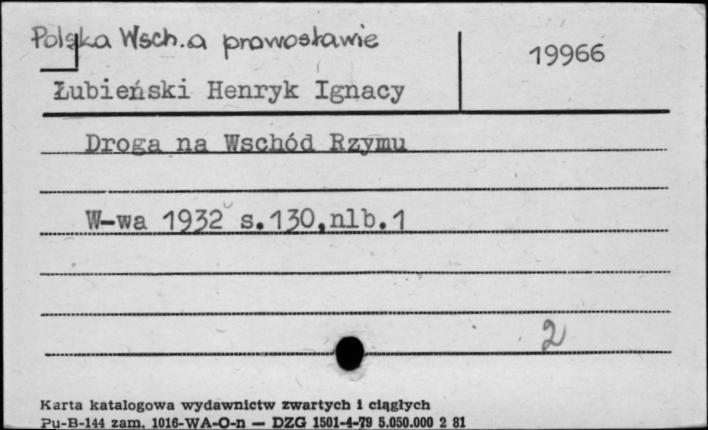 Polska Wsch. a prawosławie
19966
Łubieński Henryk Ignacy
Droga na Wschód Rzymu
W-wa 1932 s.130,nlb.1
2
Karta katalogowa wydawnictw zwartych i ciągłych
Pu-B-144 zam. 1016-WA-O-n — DZG 1501-4-79 5.050.000 2 81